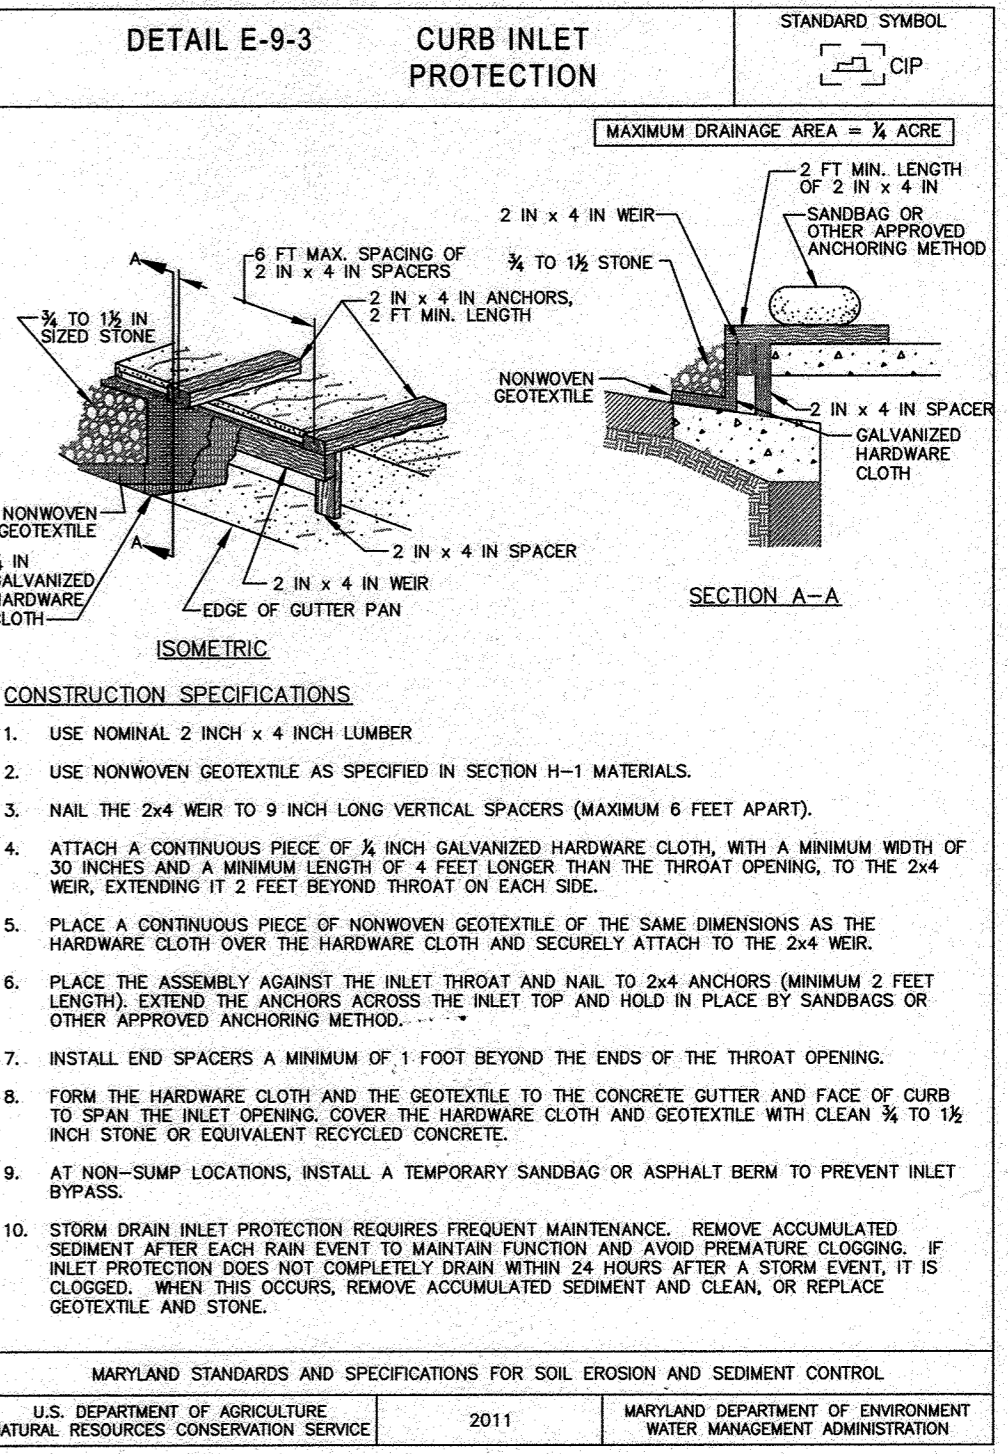 DETAIL E-9-3
CURB INLET
PROTECTION
STANDARD SYMBOL
CIP
MAXIMUM DRAINAGE AREA = ¼ ACRE
2 FT MIN. LENGTH
OF 2 IN x 4 IN
2 IN x 4 IN WEIR
SANDBAG OR
OTHER APPROVED
ANCHORING METHOD
¾ TO 1½ STONE
NONWOVEN
GEOTEXTILE
2 IN x 4 IN SPACER
GALVANIZED
HARDWARE
CLOTH
SECTION A-A
A
6 FT MAX. SPACING OF
2 IN x 4 IN SPACERS
2 IN x 4 IN ANCHORS,
2 FT MIN. LENGTH
¾ TO 1½ IN
SIZED STONE
NONWOVEN
GEOTEXTILE
A
IN
GALVANIZED
HARDWARE
CLOTH
2 IN x 4 IN SPACER
2 IN x 4 IN WEIR
EDGE OF GUTTER PAN
ISOMETRIC
CONSTRUCTION SPECIFICATIONS
1. USE NOMINAL 2 INCH x 4 INCH LUMBER
2. USE NONWOVEN GEOTEXTILE AS SPECIFIED IN SECTION H-1 MATERIALS.
3. NAIL THE 2x4 WEIR TO 9 INCH LONG VERTICAL SPACERS (MAXIMUM 6 FEET APART).
4. ATTACH A CONTINUOUS PIECE OF ¼ INCH GALVANIZED HARDWARE CLOTH, WITH A MINIMUM WIDTH OF
30 INCHES AND A MINIMUM LENGTH OF 4 FEET LONGER THAN THE THROAT OPENING, TO THE 2x4
WEIR, EXTENDING IT 2 FEET BEYOND THROAT ON EACH SIDE.
5. PLACE A CONTINUOUS PIECE OF NONWOVEN GEOTEXTILE OF THE SAME DIMENSIONS AS THE
HARDWARE CLOTH OVER THE HARDWARE CLOTH AND SECURELY ATTACH TO THE 2x4 WEIR.
6. PLACE THE ASSEMBLY AGAINST THE INLET THROAT AND NAIL TO 2x4 ANCHORS (MINIMUM 2 FEET
LENGTH). EXTEND THE ANCHORS ACROSS THE INLET TOP AND HOLD IN PLACE BY SANDBAGS OR
OTHER APPROVED ANCHORING METHOD.
7. INSTALL END SPACERS A MINIMUM OF 1 FOOT BEYOND THE ENDS OF THE THROAT OPENING.
8. FORM THE HARDWARE CLOTH AND THE GEOTEXTILE TO THE CONCRETE GUTTER AND FACE OF CURB
TO SPAN THE INLET OPENING. COVER THE HARDWARE CLOTH AND GEOTEXTILE WITH CLEAN ¾ TO 1½
INCH STONE OR EQUIVALENT RECYCLED CONCRETE.
9. AT NON-SUMP LOCATIONS, INSTALL A TEMPORARY SANDBAG OR ASPHALT BERM TO PREVENT INLET
BYPASS.
10. STORM DRAIN INLET PROTECTION REQUIRES FREQUENT MAINTENANCE. REMOVE ACCUMULATED
SEDIMENT AFTER EACH RAIN EVENT TO MAINTAIN FUNCTION AND AVOID PREMATURE CLOGGING. IF
INLET PROTECTION DOES NOT COMPLETELY DRAIN WITHIN 24 HOURS AFTER A STORM EVENT, IT IS
CLOGGED. WHEN THIS OCCURS, REMOVE ACCUMULATED SEDIMENT AND CLEAN, OR REPLACE
GEOTEXTILE AND STONE.
MARYLAND STANDARDS AND SPECIFICATIONS FOR SOIL EROSION AND SEDIMENT CONTROL
U.S. DEPARTMENT OF AGRICULTURE
NATURAL RESOURCES CONSERVATION SERVICE
2011
MARYLAND DEPARTMENT OF ENVIRONMENT
WATER MANAGEMENT ADMINISTRATION